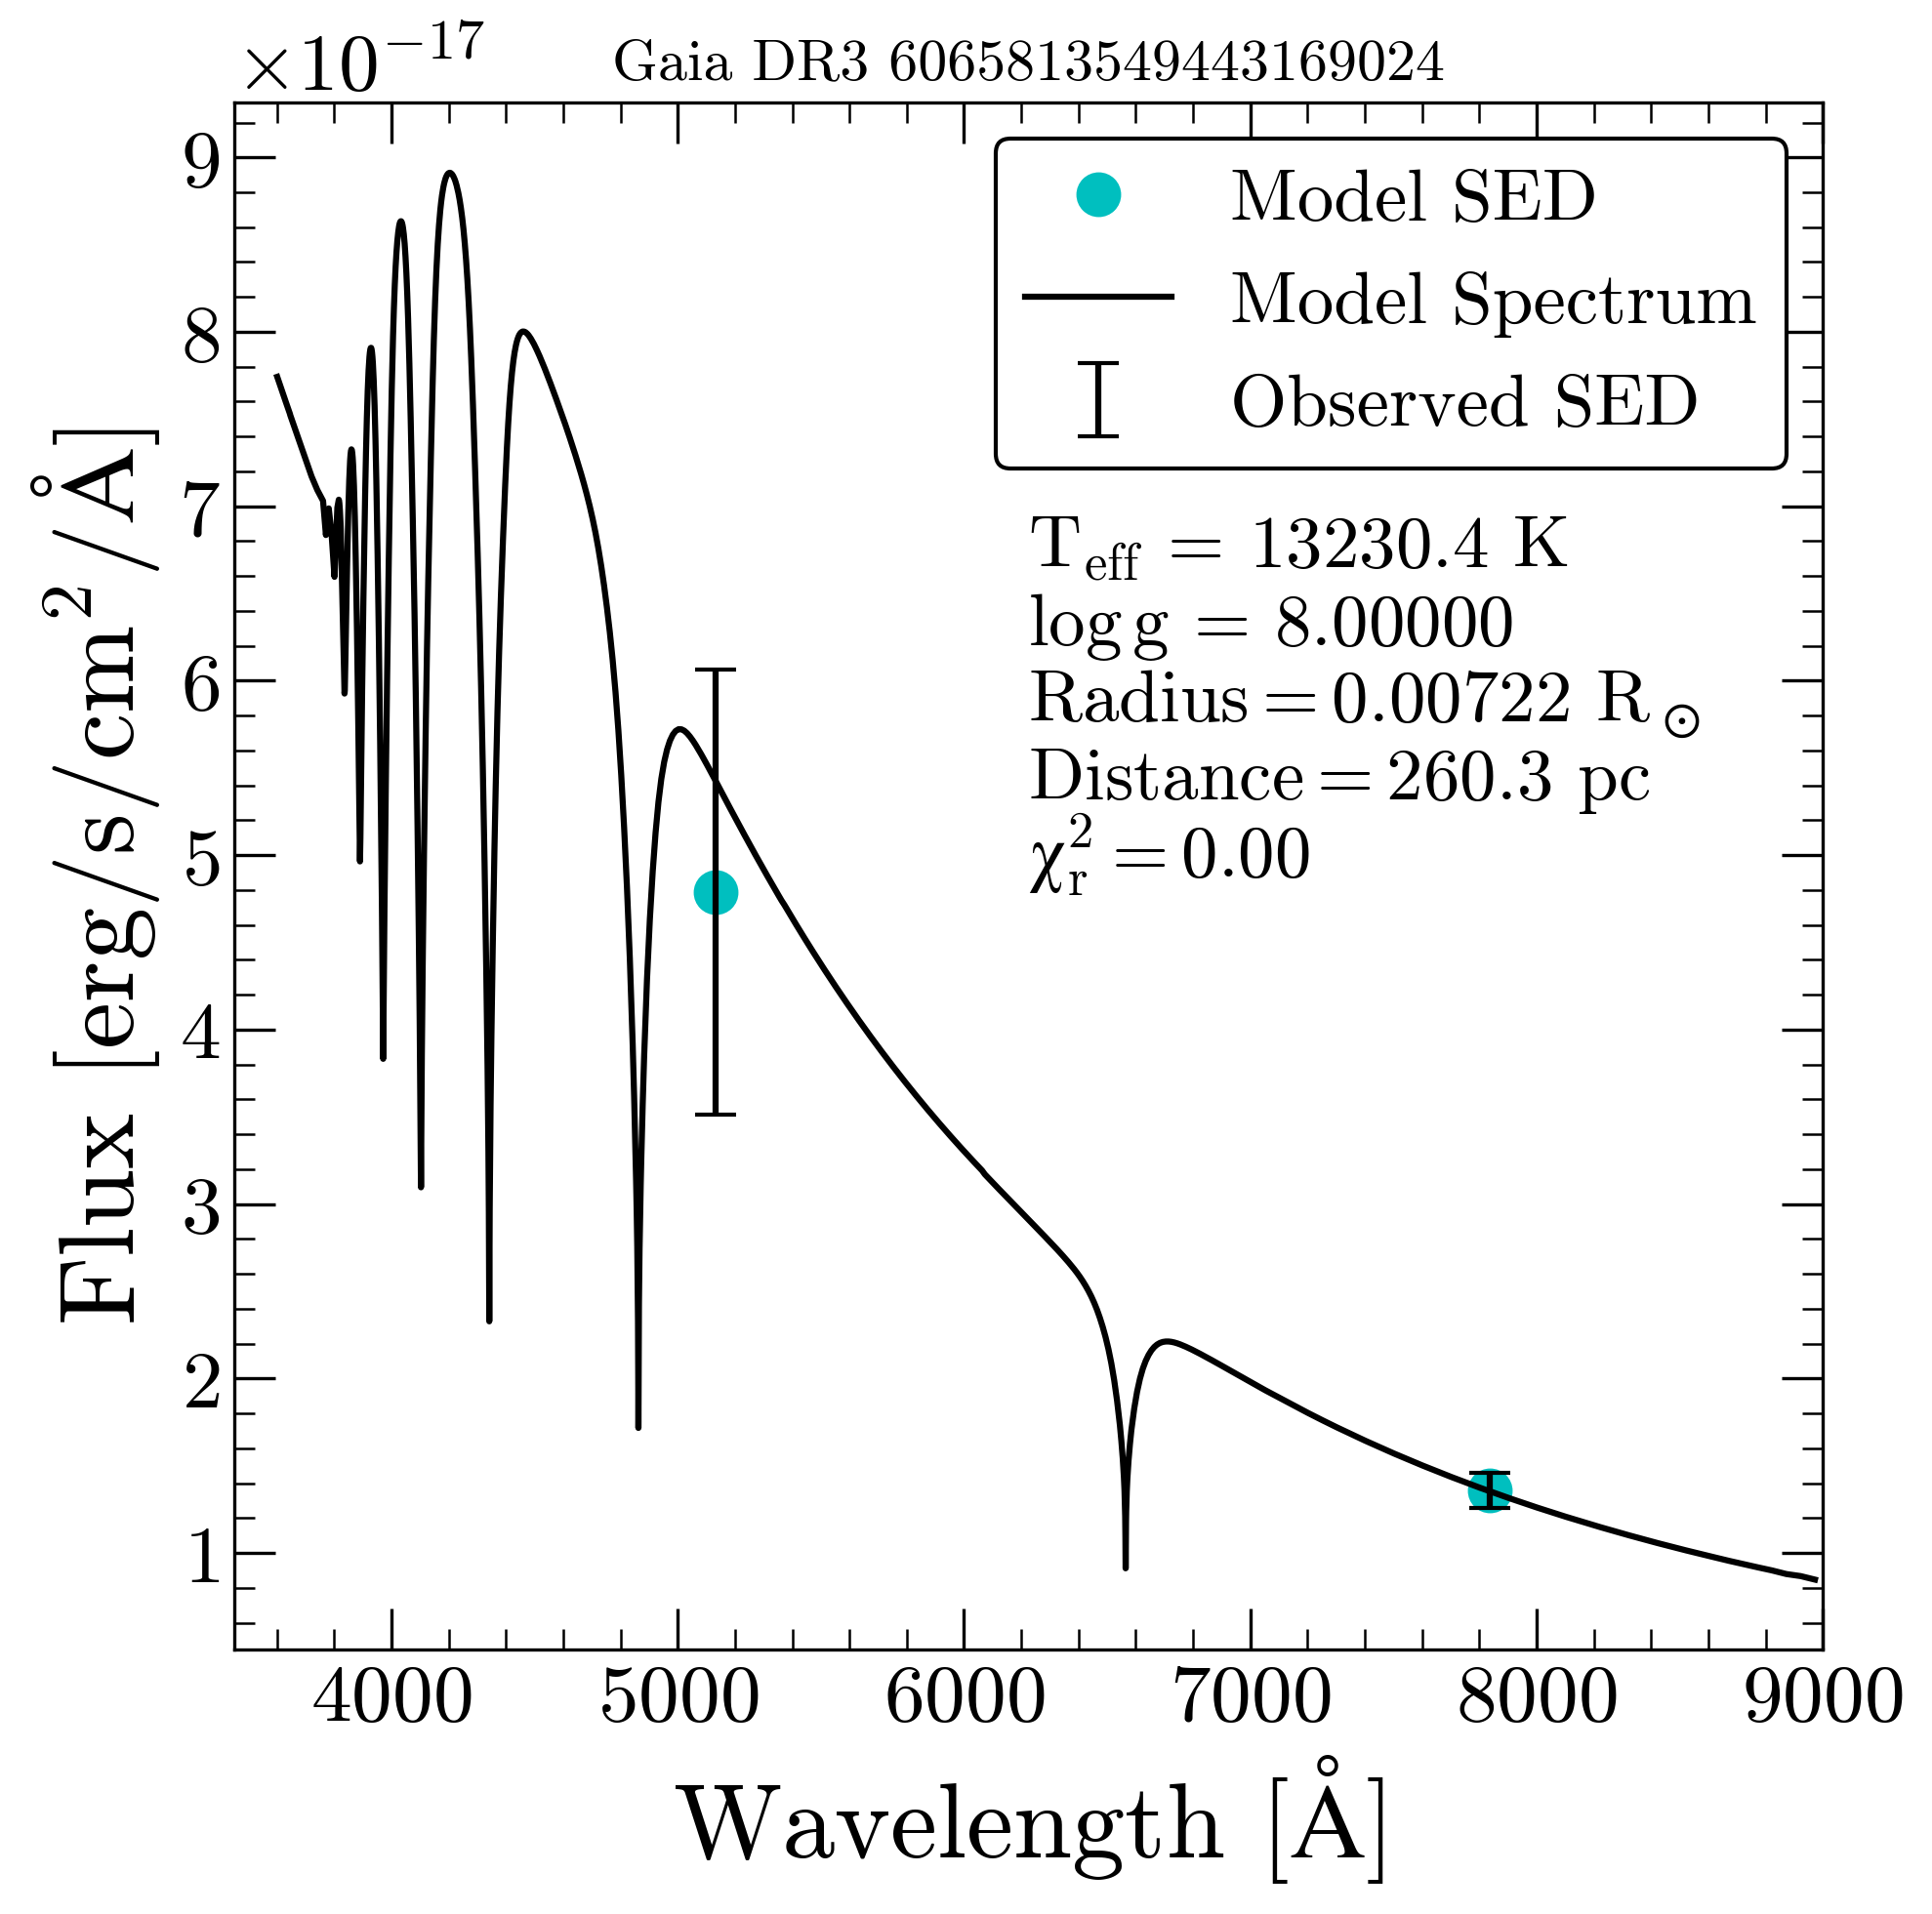 ×10⁻¹⁷
Gaia DR3 6065813549443169024
Model SED
Model Spectrum
Observed SED
T_eff = 13230.4 K
log g = 8.00000
Radius = 0.00722 R_⊙
Distance = 260.3 pc
χ²_r = 0.00
9
8
7
6
5
4
3
2
1
Flux [erg/s/cm²/Å]
4000 5000 6000 7000 8000 9000
Wavelength [Å]